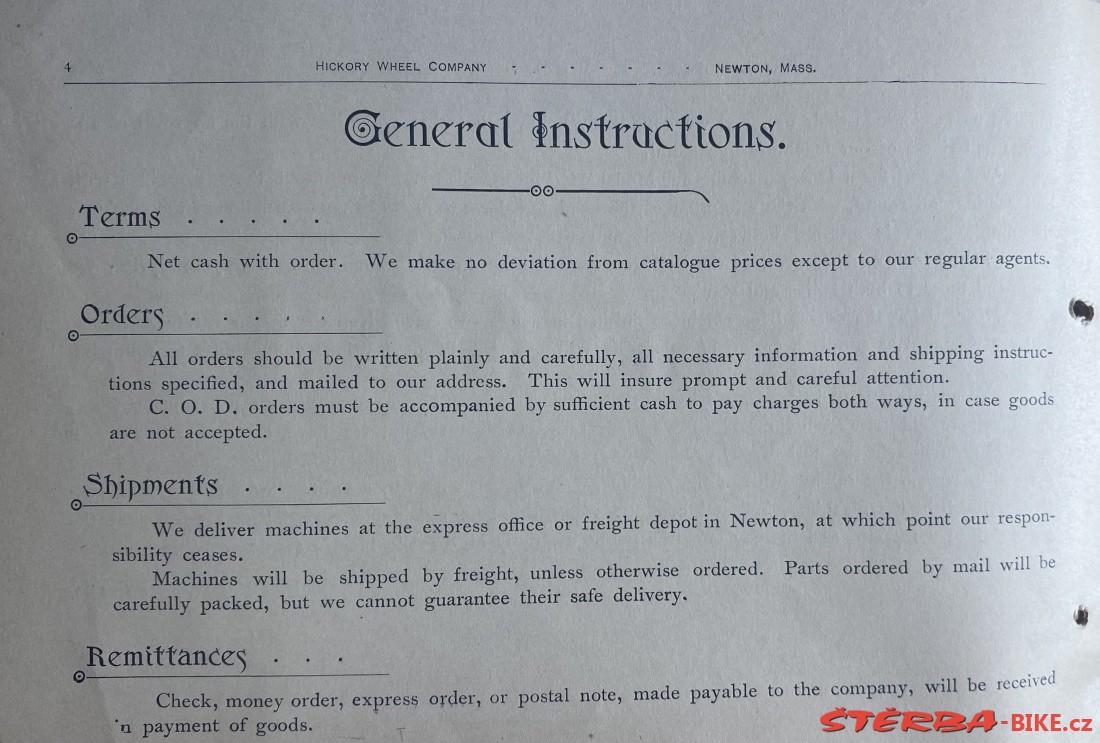 4 HICKORY WHEEL COMPANY - - - - - - - NEWTON, MASS.
General Instructions.
Terms . . . . .
Net cash with order. We make no deviation from catalogue prices except to our regular agents.
Orders . . . . .
All orders should be written plainly and carefully, all necessary information and shipping instruc-
tions specified, and mailed to our address. This will insure prompt and careful attention.
C. O. D. orders must be accompanied by sufficient cash to pay charges both ways, in case goods
are not accepted.
Shipments . . . .
We deliver machines at the express office or freight depot in Newton, at which point our respon-
sibility ceases.
Machines will be shipped by freight, unless otherwise ordered. Parts ordered by mail will be
carefully packed, but we cannot guarantee their safe delivery.
Remittances . . .
Check, money order, express order, or postal note, made payable to the company, will be received
'n payment of goods.
ŠTĚRBA-BIKE.cz